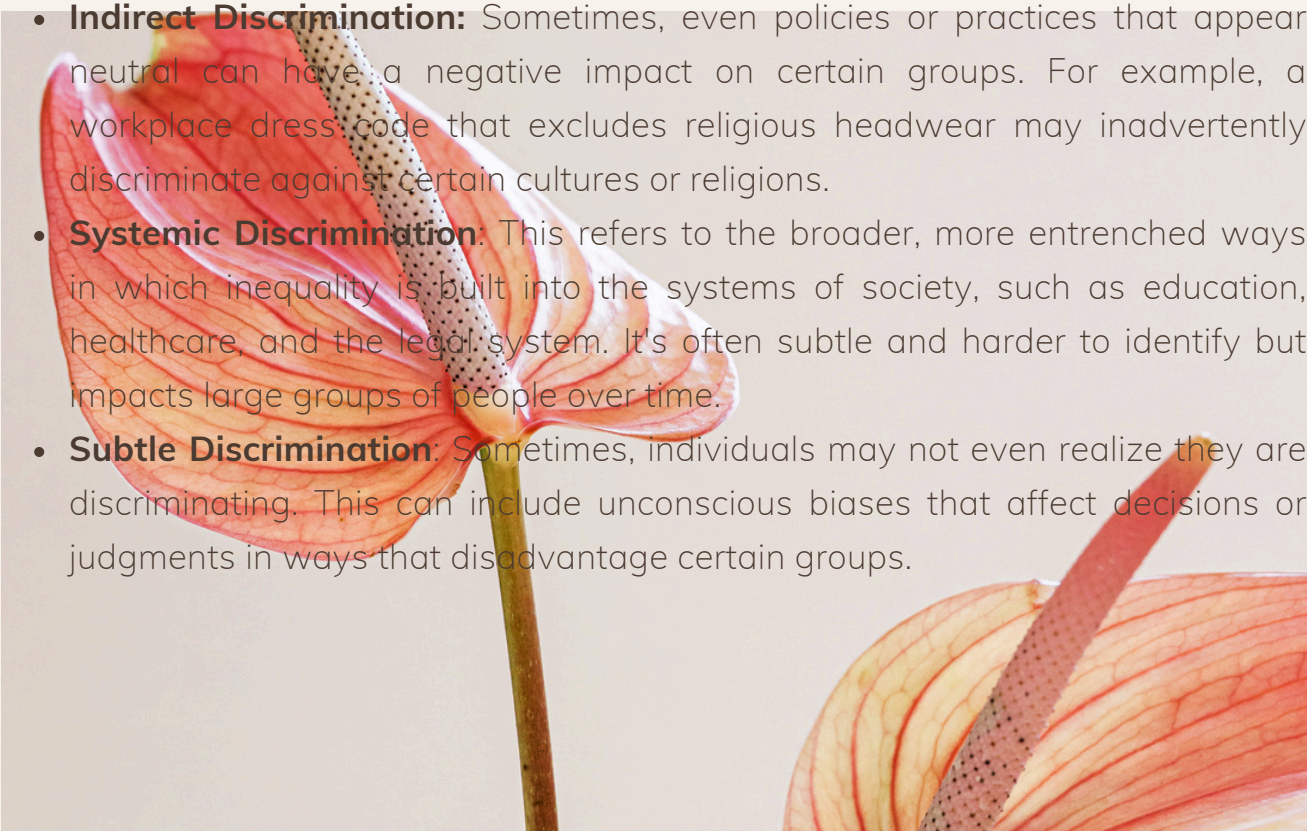 • Indirect Discrimination: Sometimes, even policies or practices that appear
neutral can have a negative impact on certain groups. For example, a
workplace dress code that excludes religious headwear may inadvertently
discriminate against certain cultures or religions.
• Systemic Discrimination: This refers to the broader, more entrenched ways
in which inequality is built into the systems of society, such as education,
healthcare, and the legal system. It's often subtle and harder to identify but
impacts large groups of people over time.
• Subtle Discrimination: Sometimes, individuals may not even realize they are
discriminating. This can include unconscious biases that affect decisions or
judgments in ways that disadvantage certain groups.